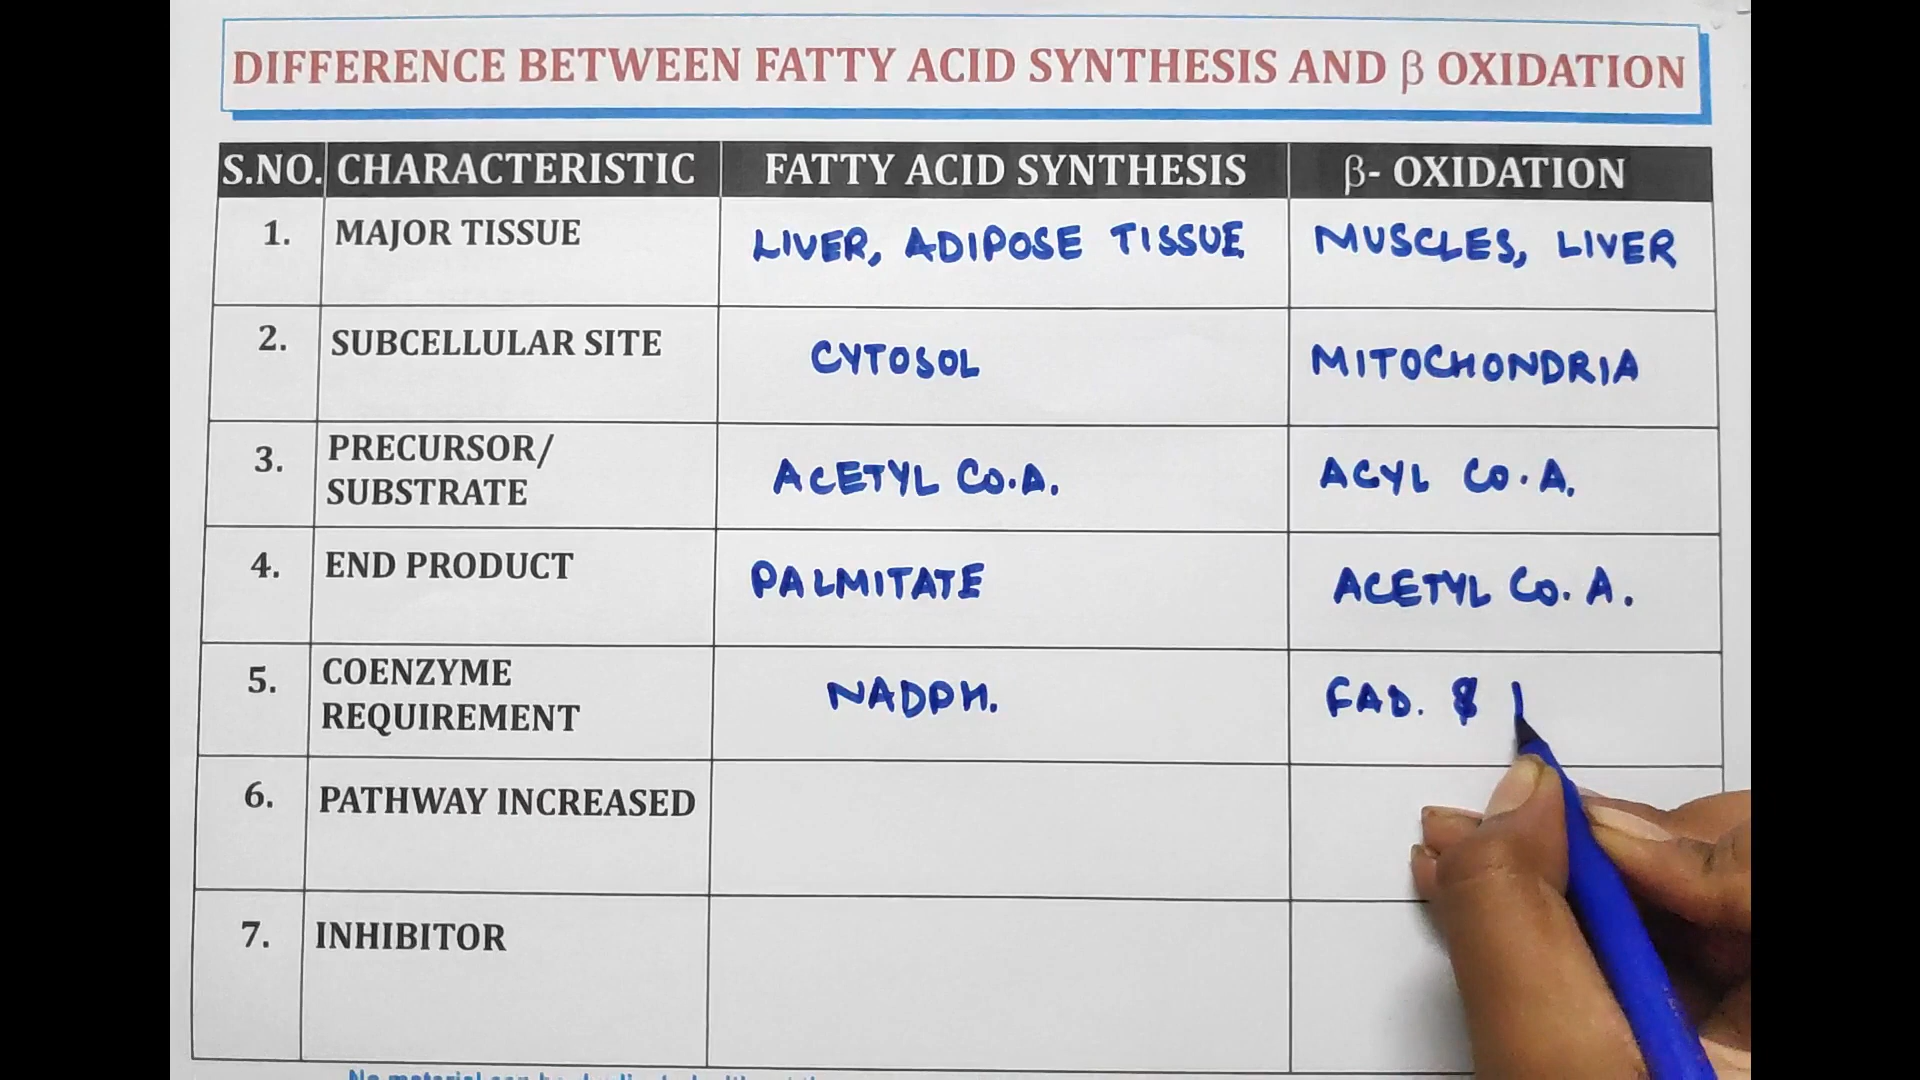 DIFFERENCE BETWEEN FATTY ACID SYNTHESIS AND β OXIDATION
S.NO. CHARACTERISTIC FATTY ACID SYNTHESIS β- OXIDATION
1. MAJOR TISSUE LIVER, ADIPOSE TISSUE MUSCLES, LIVER
2. SUBCELLULAR SITE CYTOSOL MITOCHONDRIA
3. PRECURSOR/
SUBSTRATE ACETYL CO.A. ACYL CO.A.
4. END PRODUCT PALMITATE ACETYL CO.A.
5. COENZYME
REQUIREMENT NADPH. FAD. &
6. PATHWAY INCREASED
7. INHIBITOR